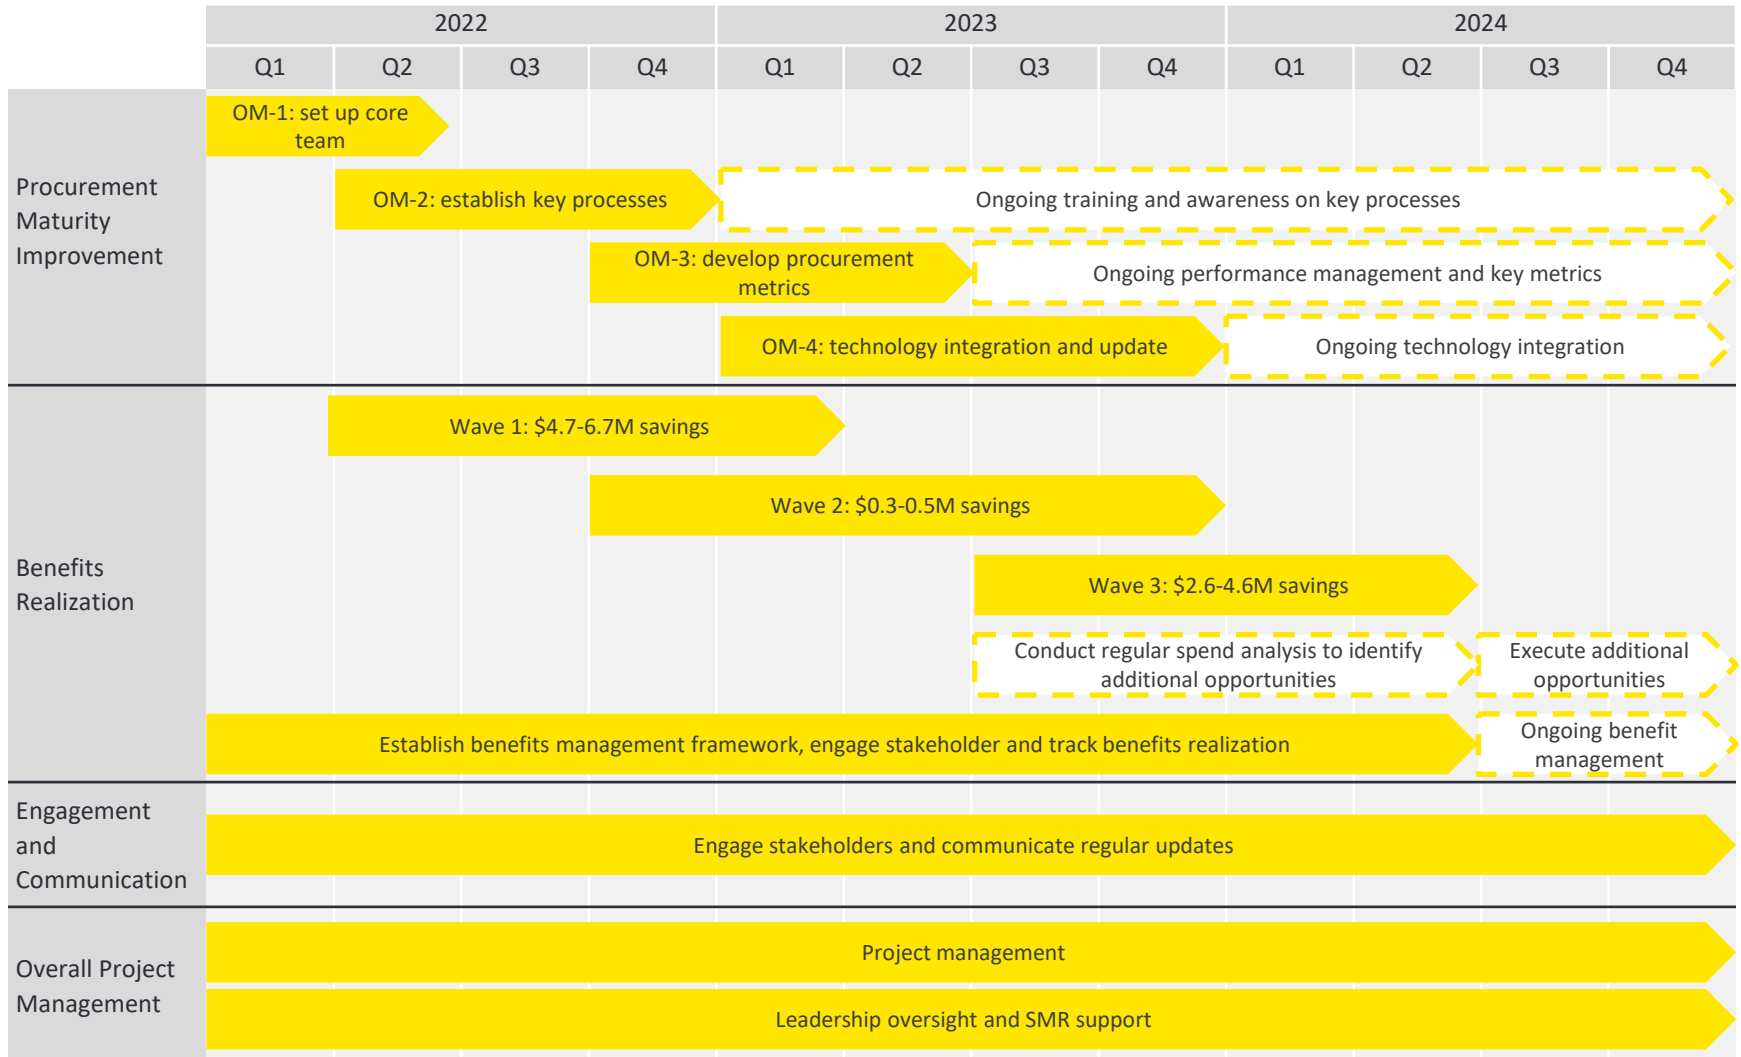 2022 2023 2024
Q1 Q2 Q3 Q4 Q1 Q2 Q3 Q4 Q1 Q2 Q3 Q4
Procurement
Maturity
Improvement
OM-1: set up core
team
OM-2: establish key processes
Ongoing training and awareness on key processes
OM-3: develop procurement
metrics
Ongoing performance management and key metrics
OM-4: technology integration and update
Ongoing technology integration
Benefits
Realization
Wave 1: $4.7-6.7M savings
Wave 2: $0.3-0.5M savings
Wave 3: $2.6-4.6M savings
Conduct regular spend analysis to identify
additional opportunities
Execute additional
opportunities
Establish benefits management framework, engage stakeholder and track benefits realization
Ongoing benefit
management
Engagement
and
Communication
Engage stakeholders and communicate regular updates
Overall Project
Management
Project management
Leadership oversight and SMR support